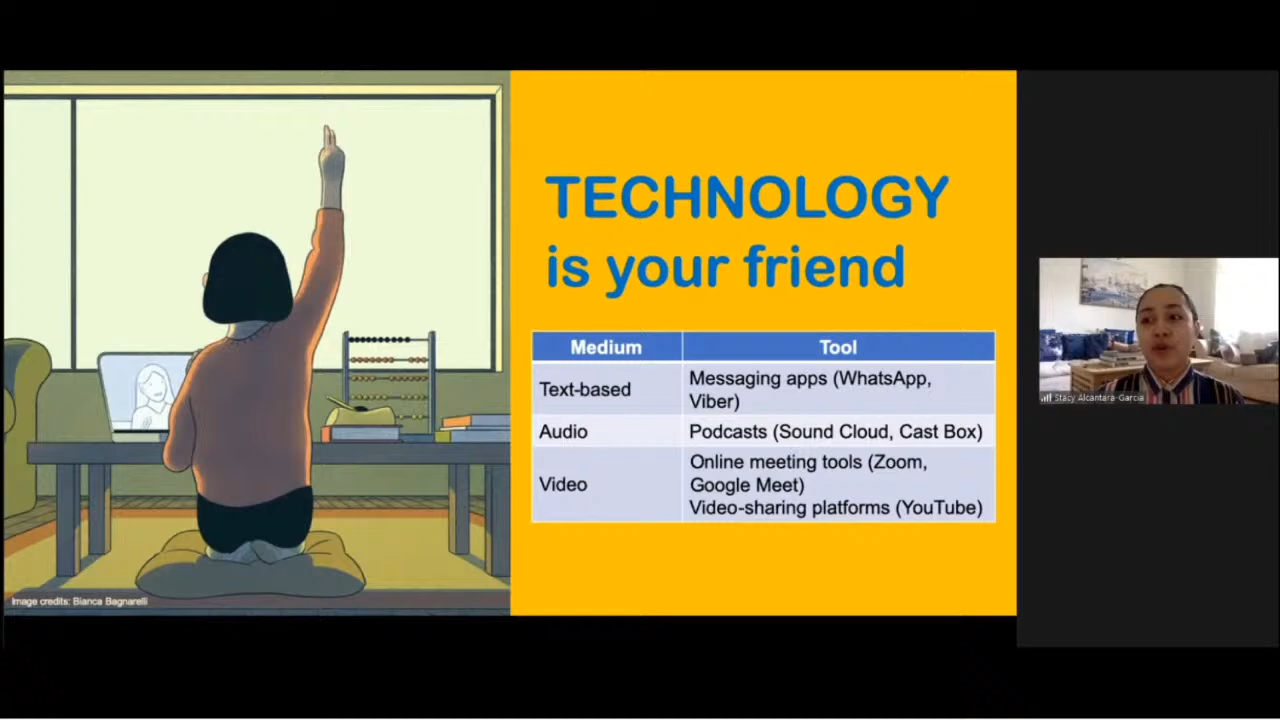 TECHNOLOGY
is your friend
Medium Tool
Text-based Messaging apps (WhatsApp,
Viber)
Audio Podcasts (Sound Cloud, Cast Box)
Video Online meeting tools (Zoom,
Google Meet)
Video-sharing platforms (YouTube)
Image credits: Bianca Bagnarelli
Stacy Alcantara-Garcia